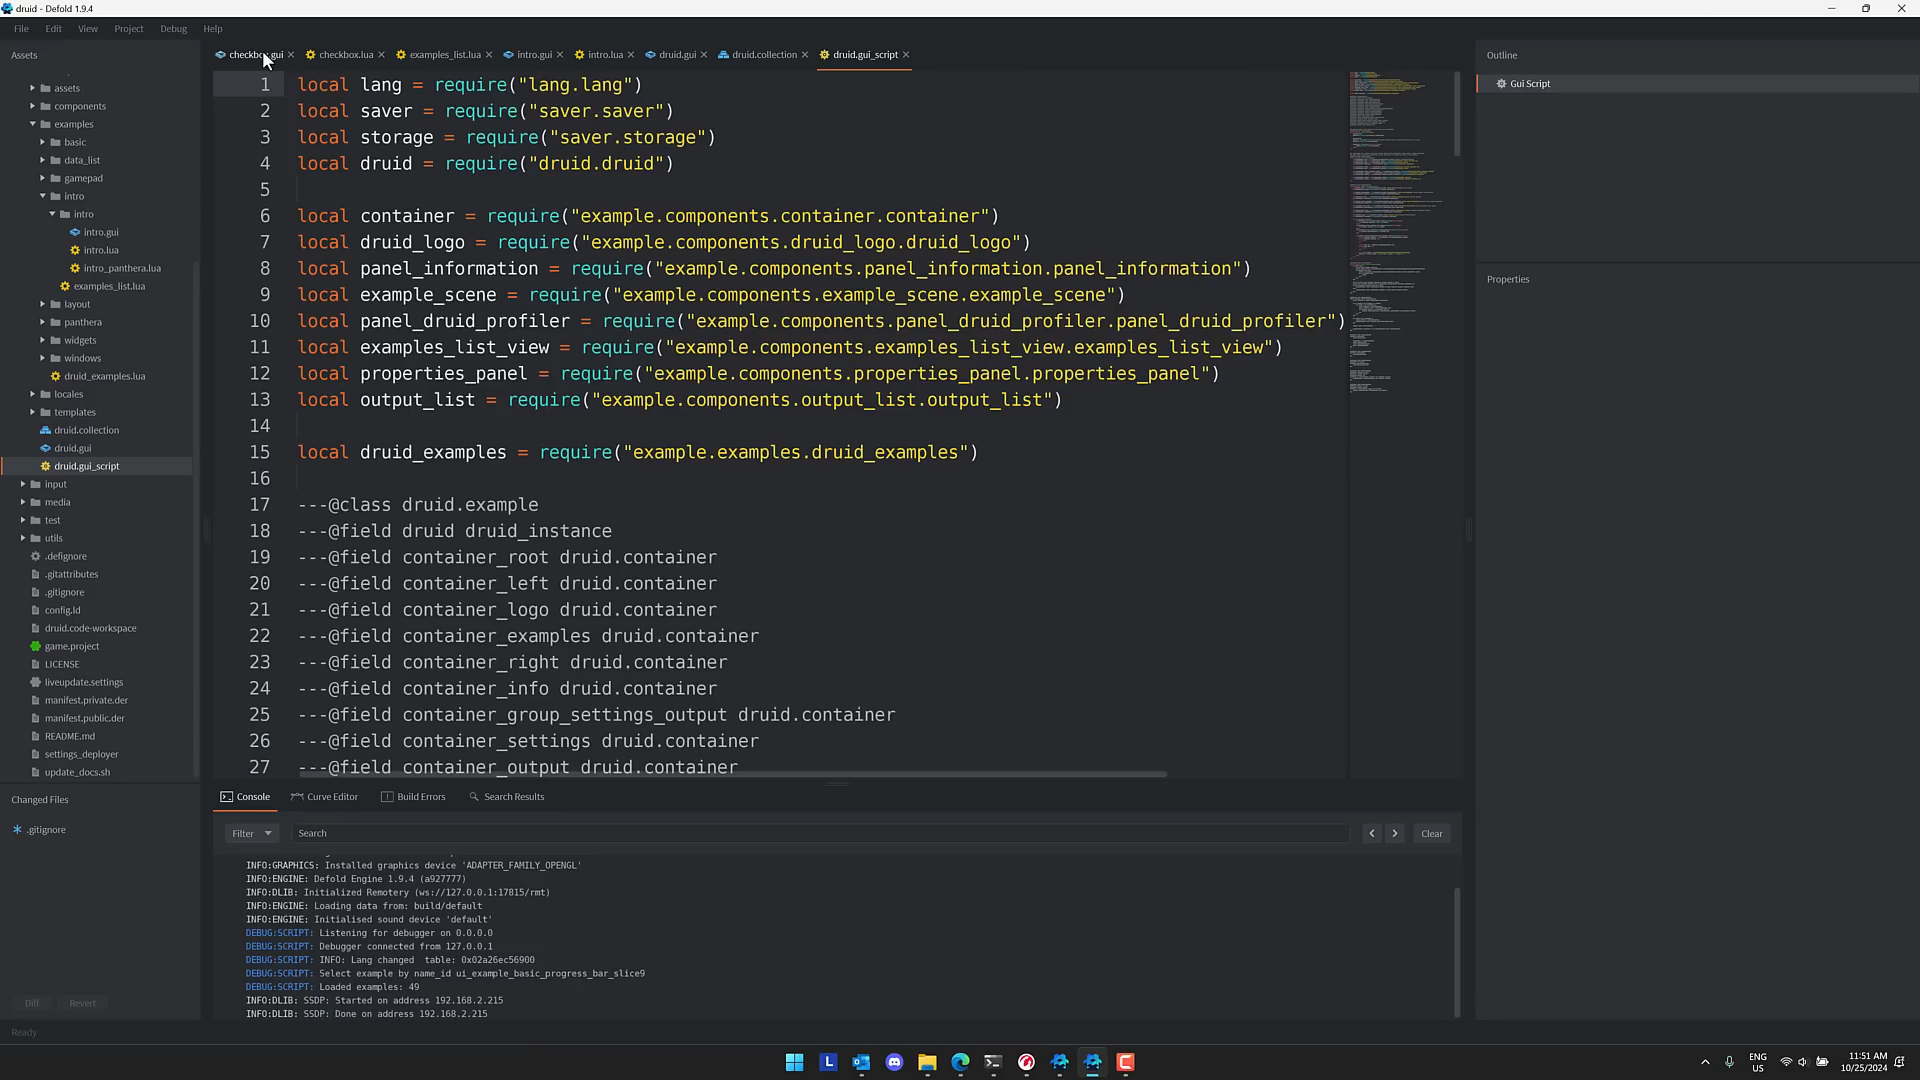 druid - Defold 1.9.4
File Edit View Project Debug Help
Assets
assets
components
examples
basic
data_list
gamepad
intro
intro
intro.gui
intro.lua
intro_panthera.lua
examples_list.lua
layout
panthera
widgets
windows
druid_examples.lua
locales
templates
druid.collection
druid.gui
druid.gui_script
input
media
test
utils
.defignore
.gitattributes
.gitignore
config.ld
druid.code-workspace
game.project
LICENSE
liveupdate.settings
manifest.private.der
manifest.public.der
README.md
settings_deployer
update_docs.sh
Changed Files
.gitignore
Diff Revert
Ready
checkbox.gui checkbox.lua examples_list.lua intro.gui intro.lua druid.gui druid.collection druid.gui_script
1 local lang = require("lang.lang")
2 local saver = require("saver.saver")
3 local storage = require("saver.storage")
4 local druid = require("druid.druid")
5
6 local container = require("example.components.container.container")
7 local druid_logo = require("example.components.druid_logo.druid_logo")
8 local panel_information = require("example.components.panel_information.panel_information")
9 local example_scene = require("example.components.example_scene.example_scene")
10 local panel_druid_profiler = require("example.components.panel_druid_profiler.panel_druid_profiler")
11 local examples_list_view = require("example.components.examples_list_view.examples_list_view")
12 local properties_panel = require("example.components.properties_panel.properties_panel")
13 local output_list = require("example.components.output_list.output_list")
14
15 local druid_examples = require("example.examples.druid_examples")
16
17 ---@class druid.example
18 ---@field druid druid_instance
19 ---@field container_root druid.container
20 ---@field container_left druid.container
21 ---@field container_logo druid.container
22 ---@field container_examples druid.container
23 ---@field container_right druid.container
24 ---@field container_info druid.container
25 ---@field container_group_settings_output druid.container
26 ---@field container_settings druid.container
27 ---@field container_output druid.container
Console Curve Editor Build Errors Search Results
Filter Search Clear
INFO:GRAPHICS: Installed graphics device 'ADAPTER_FAMILY_OPENGL'
INFO:ENGINE: Defold Engine 1.9.4 (a927777)
INFO:DLIB: Initialized Remotery (ws://127.0.0.1:17815/rmt)
INFO:ENGINE: Loading data from: build/default
INFO:ENGINE: Initialised sound device 'default'
DEBUG:SCRIPT: Listening for debugger on 0.0.0.0
DEBUG:SCRIPT: Debugger connected from 127.0.0.1
DEBUG:SCRIPT: INFO: Lang changed table: 0x02a26ec56900
DEBUG:SCRIPT: Select example by name_id ui_example_basic_progress_bar_slice9
DEBUG:SCRIPT: Loaded examples: 49
INFO:DLIB: SSDP: Started on address 192.168.2.215
INFO:DLIB: SSDP: Done on address 192.168.2.215
Outline
Gui Script
Properties
L
ENG
US
11:51 AM
10/25/2024